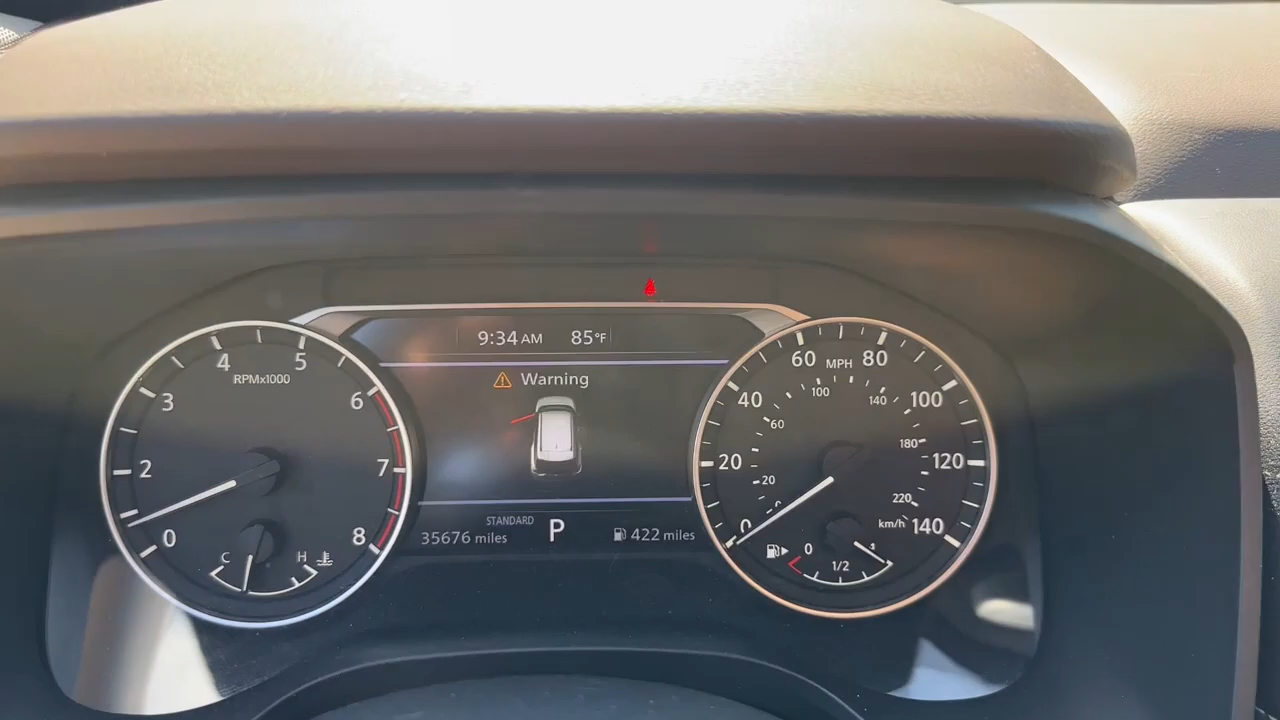 9:34 AM 85°F
Warning
STANDARD
35676 miles P 422 miles
RPMx1000
0 2 3 4 5 6 7 8
C H
MPH
0 20 40 60 80 100 120 140
km/h
0 20 60 100 140 180 220
0 1/2 1